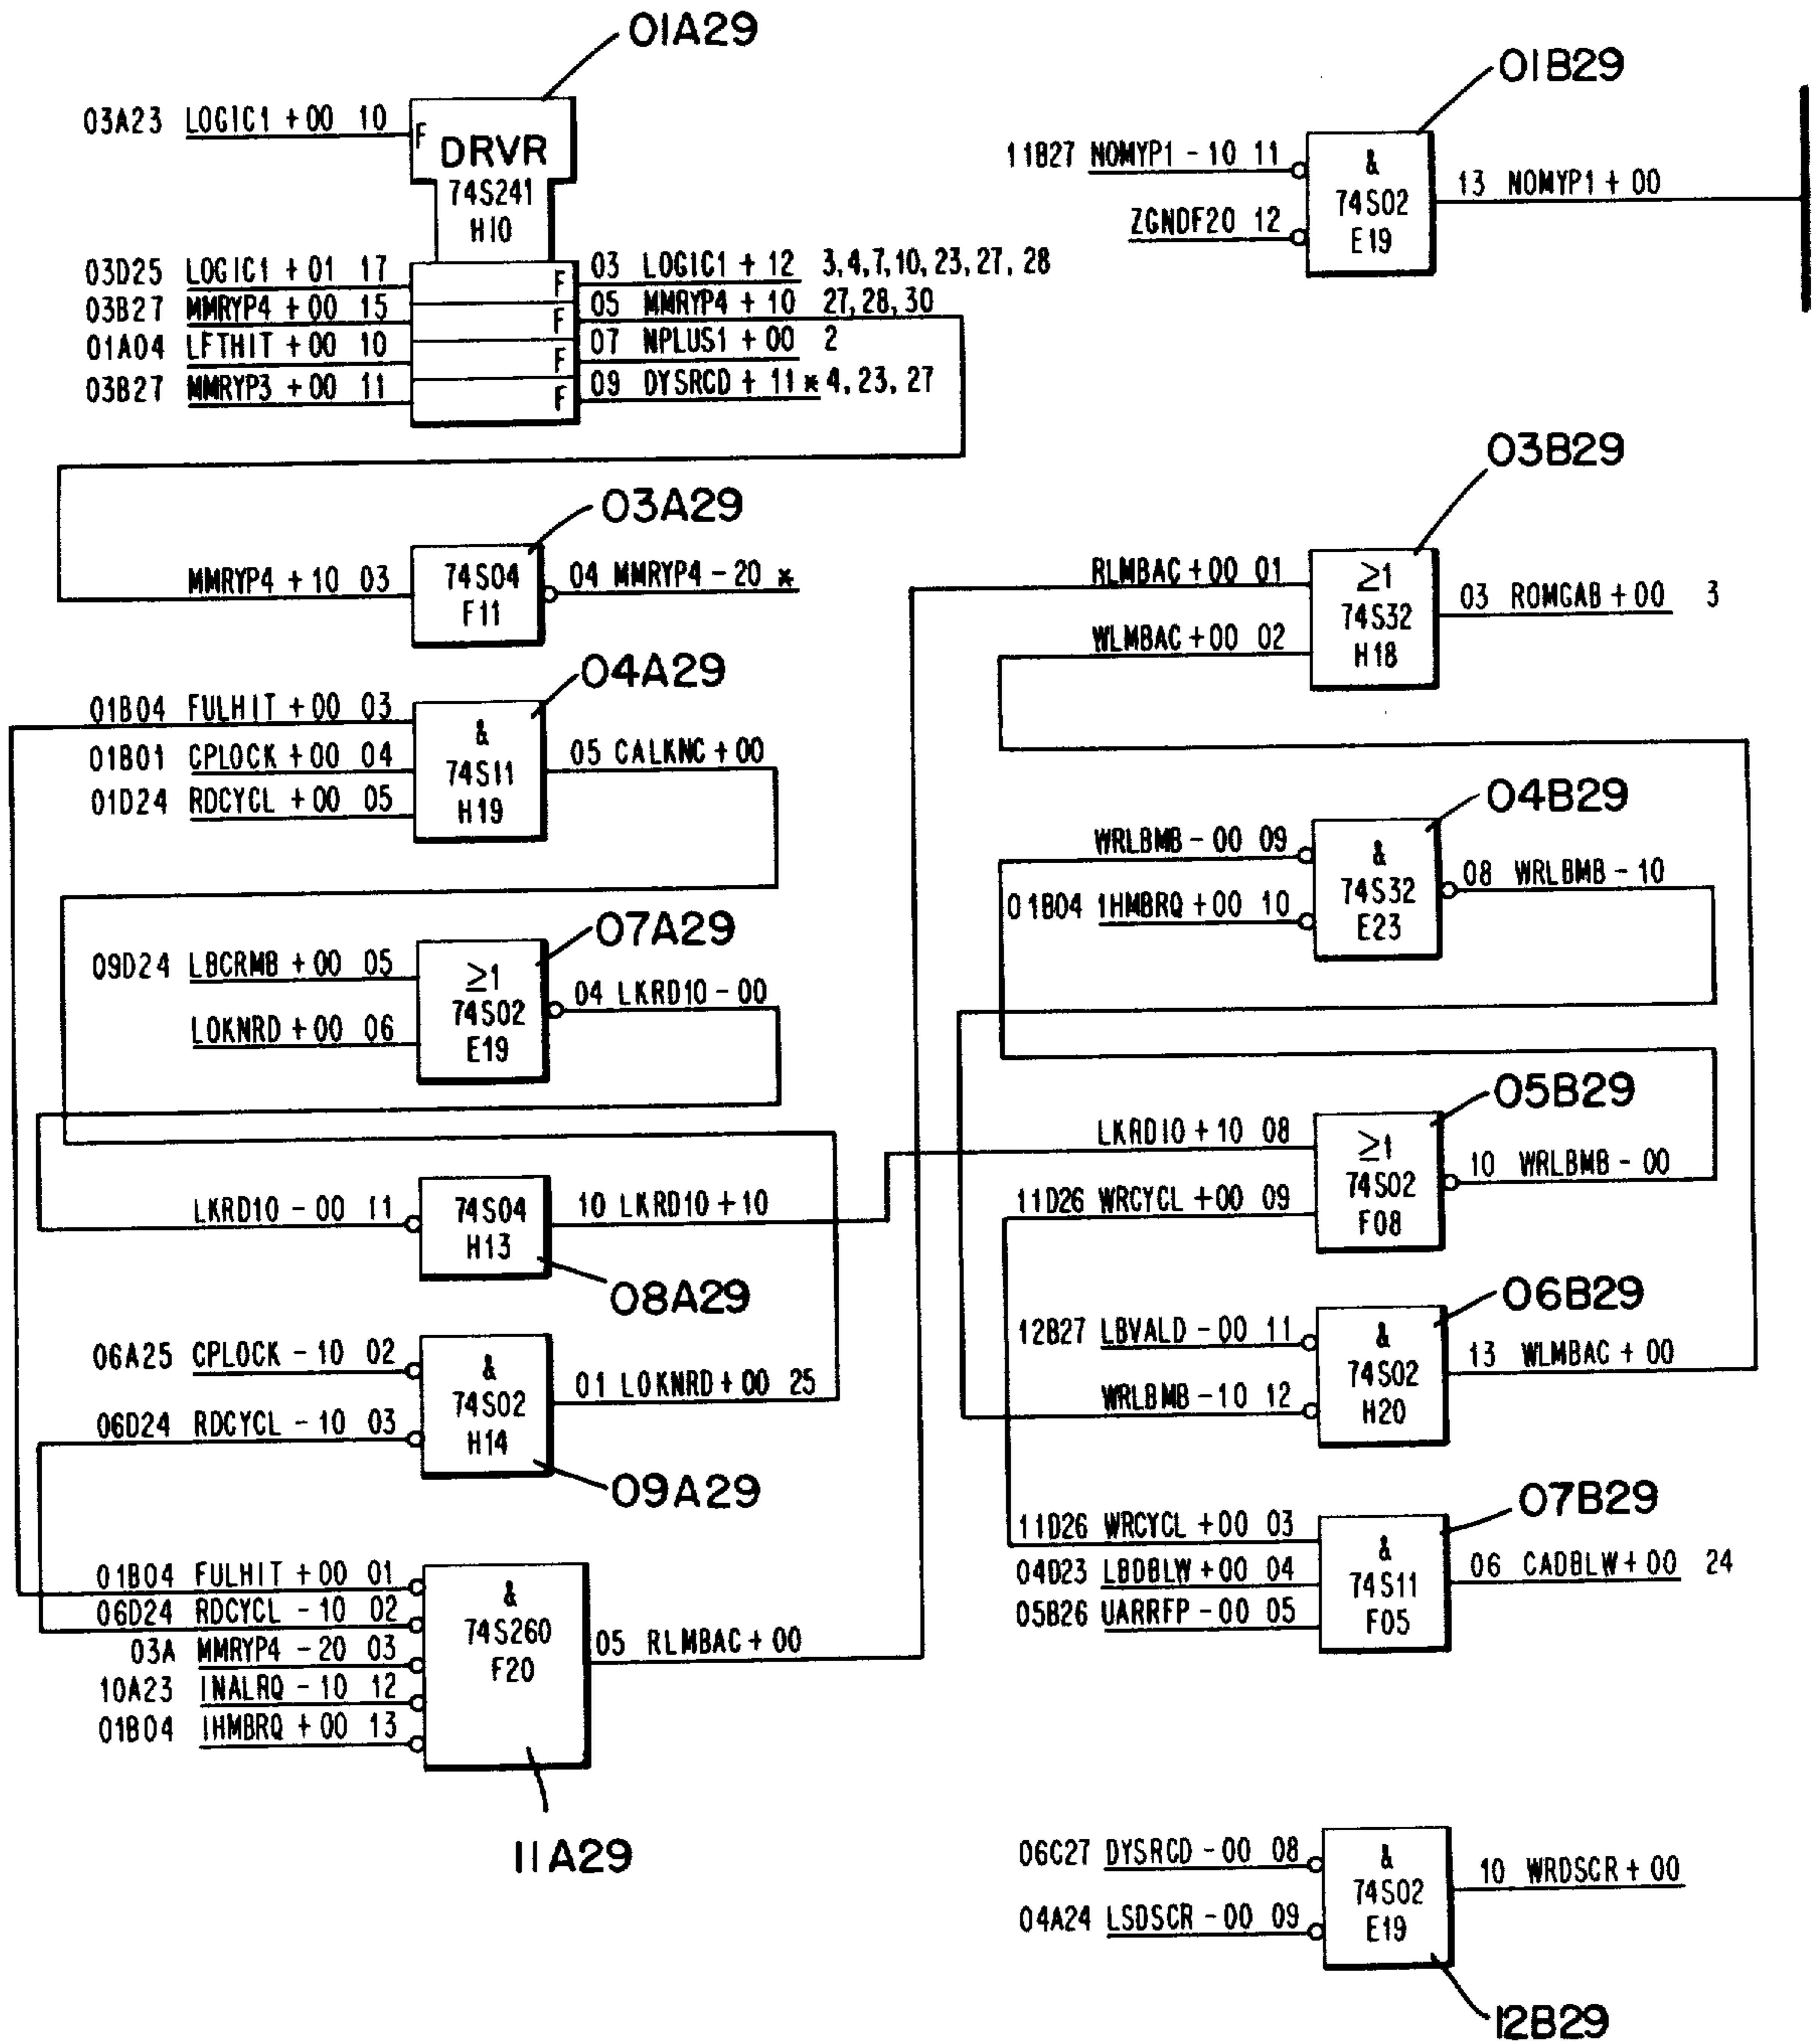 01A29
03A23 LOGIC1 +00 10
F
DRVR
74S241
H10
03D25 LOGIC1 + 01 17
F
03 LOGIC1 + 12 3, 4, 7, 10, 23, 27, 28
03B27 MMRYP4 + 00 15
F
05 MMRYP4 + 10 27, 28, 30
01A04 LFTHIT + 00 10
F
07 NPLUS1 + 00 2
03B27 MMRYP3 + 00 11
F
09 DYSRCD + 11 * 4, 23, 27
03A29
MMRYP4 + 10 03
74S04
F11
04 MMRYP4 - 20 *
04A29
01B04 FULHIT + 00 03
01B01 CPLOCK + 00 04
01D24 RDCYCL + 00 05
&
74S11
H19
05 CALKNC + 00
07A29
09D24 LBCRMB + 00 05
LOKNRD + 00 06
≥1
74S02
E19
04 LKRD10 - 00
LKRD10 - 00 11
74S04
H13
10 LKRD10 + 10
08A29
06A25 CPLOCK - 10 02
06D24 RDCYCL - 10 03
&
74S02
H14
01 LOKNRD + 00 25
09A29
01B04 FULHIT + 00 01
06D24 RDCYCL - 10 02
03A MMRYP4 - 20 03
10A23 INALRQ - 10 12
01B04 IHMBRQ + 00 13
&
74S260
F20
05 RLMBAC + 00
11A29
01B29
11B27 NOMYP1 - 10 11
ZGNDF20 12
&
74S02
E19
13 NOMYP1 + 00
03B29
RLMBAC + 00 01
WLMBAC + 00 02
≥1
74S32
H18
03 ROMGAB + 00 3
04B29
WRLBMB - 00 09
01B04 IHMBRQ + 00 10
&
74S32
E23
08 WRLBMB - 10
05B29
LKRD10 + 10 08
11D26 WRCYCL + 00 09
≥1
74S02
F08
10 WRLBMB - 00
06B29
12B27 LBVALD - 00 11
WRLBMB - 10 12
&
74S02
H20
13 WLMBAC + 00
07B29
11D26 WRCYCL + 00 03
04D23 LBDBLW + 00 04
05B26 UARRFP - 00 05
&
74S11
F05
06 CADBLW + 00 24
06C27 DYSRCD - 00 08
04A24 LSDSCR - 00 09
&
74S02
E19
10 WRDSCR + 00
12B29